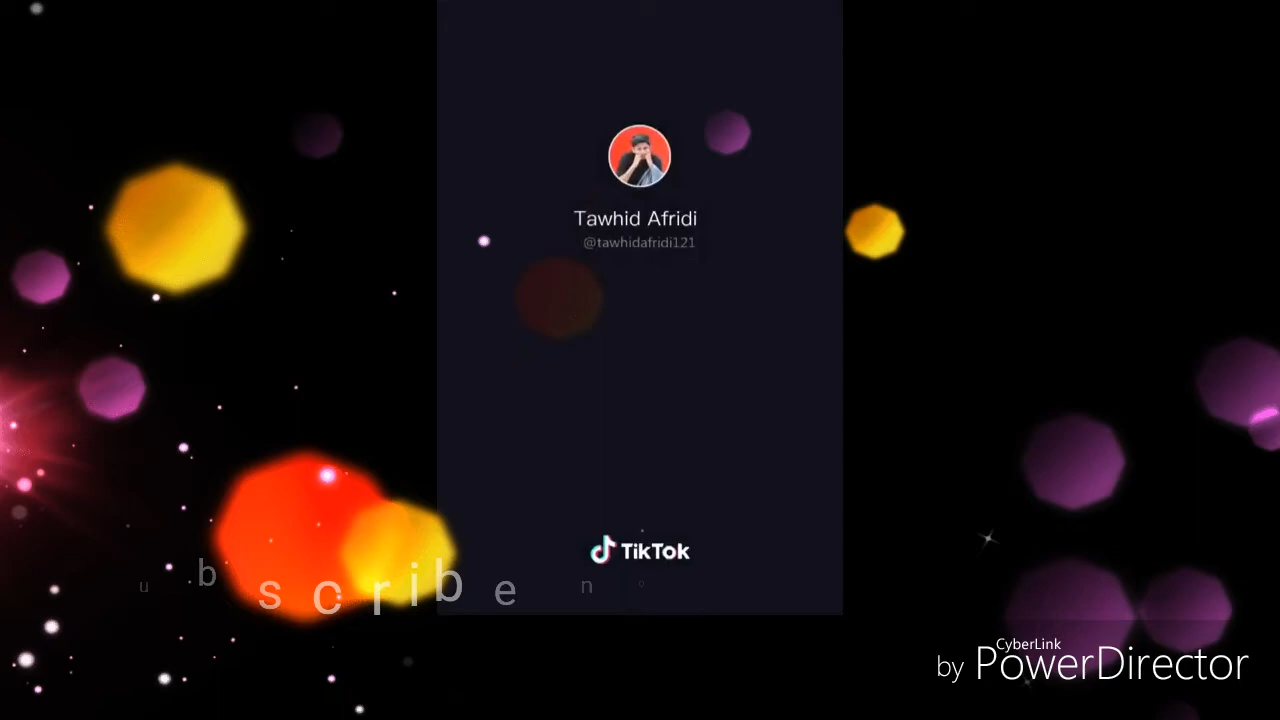 Tawhid Afridi
@tawhidafridi121
TikTok
u b s c r i b e n o
CyberLink
by PowerDirector